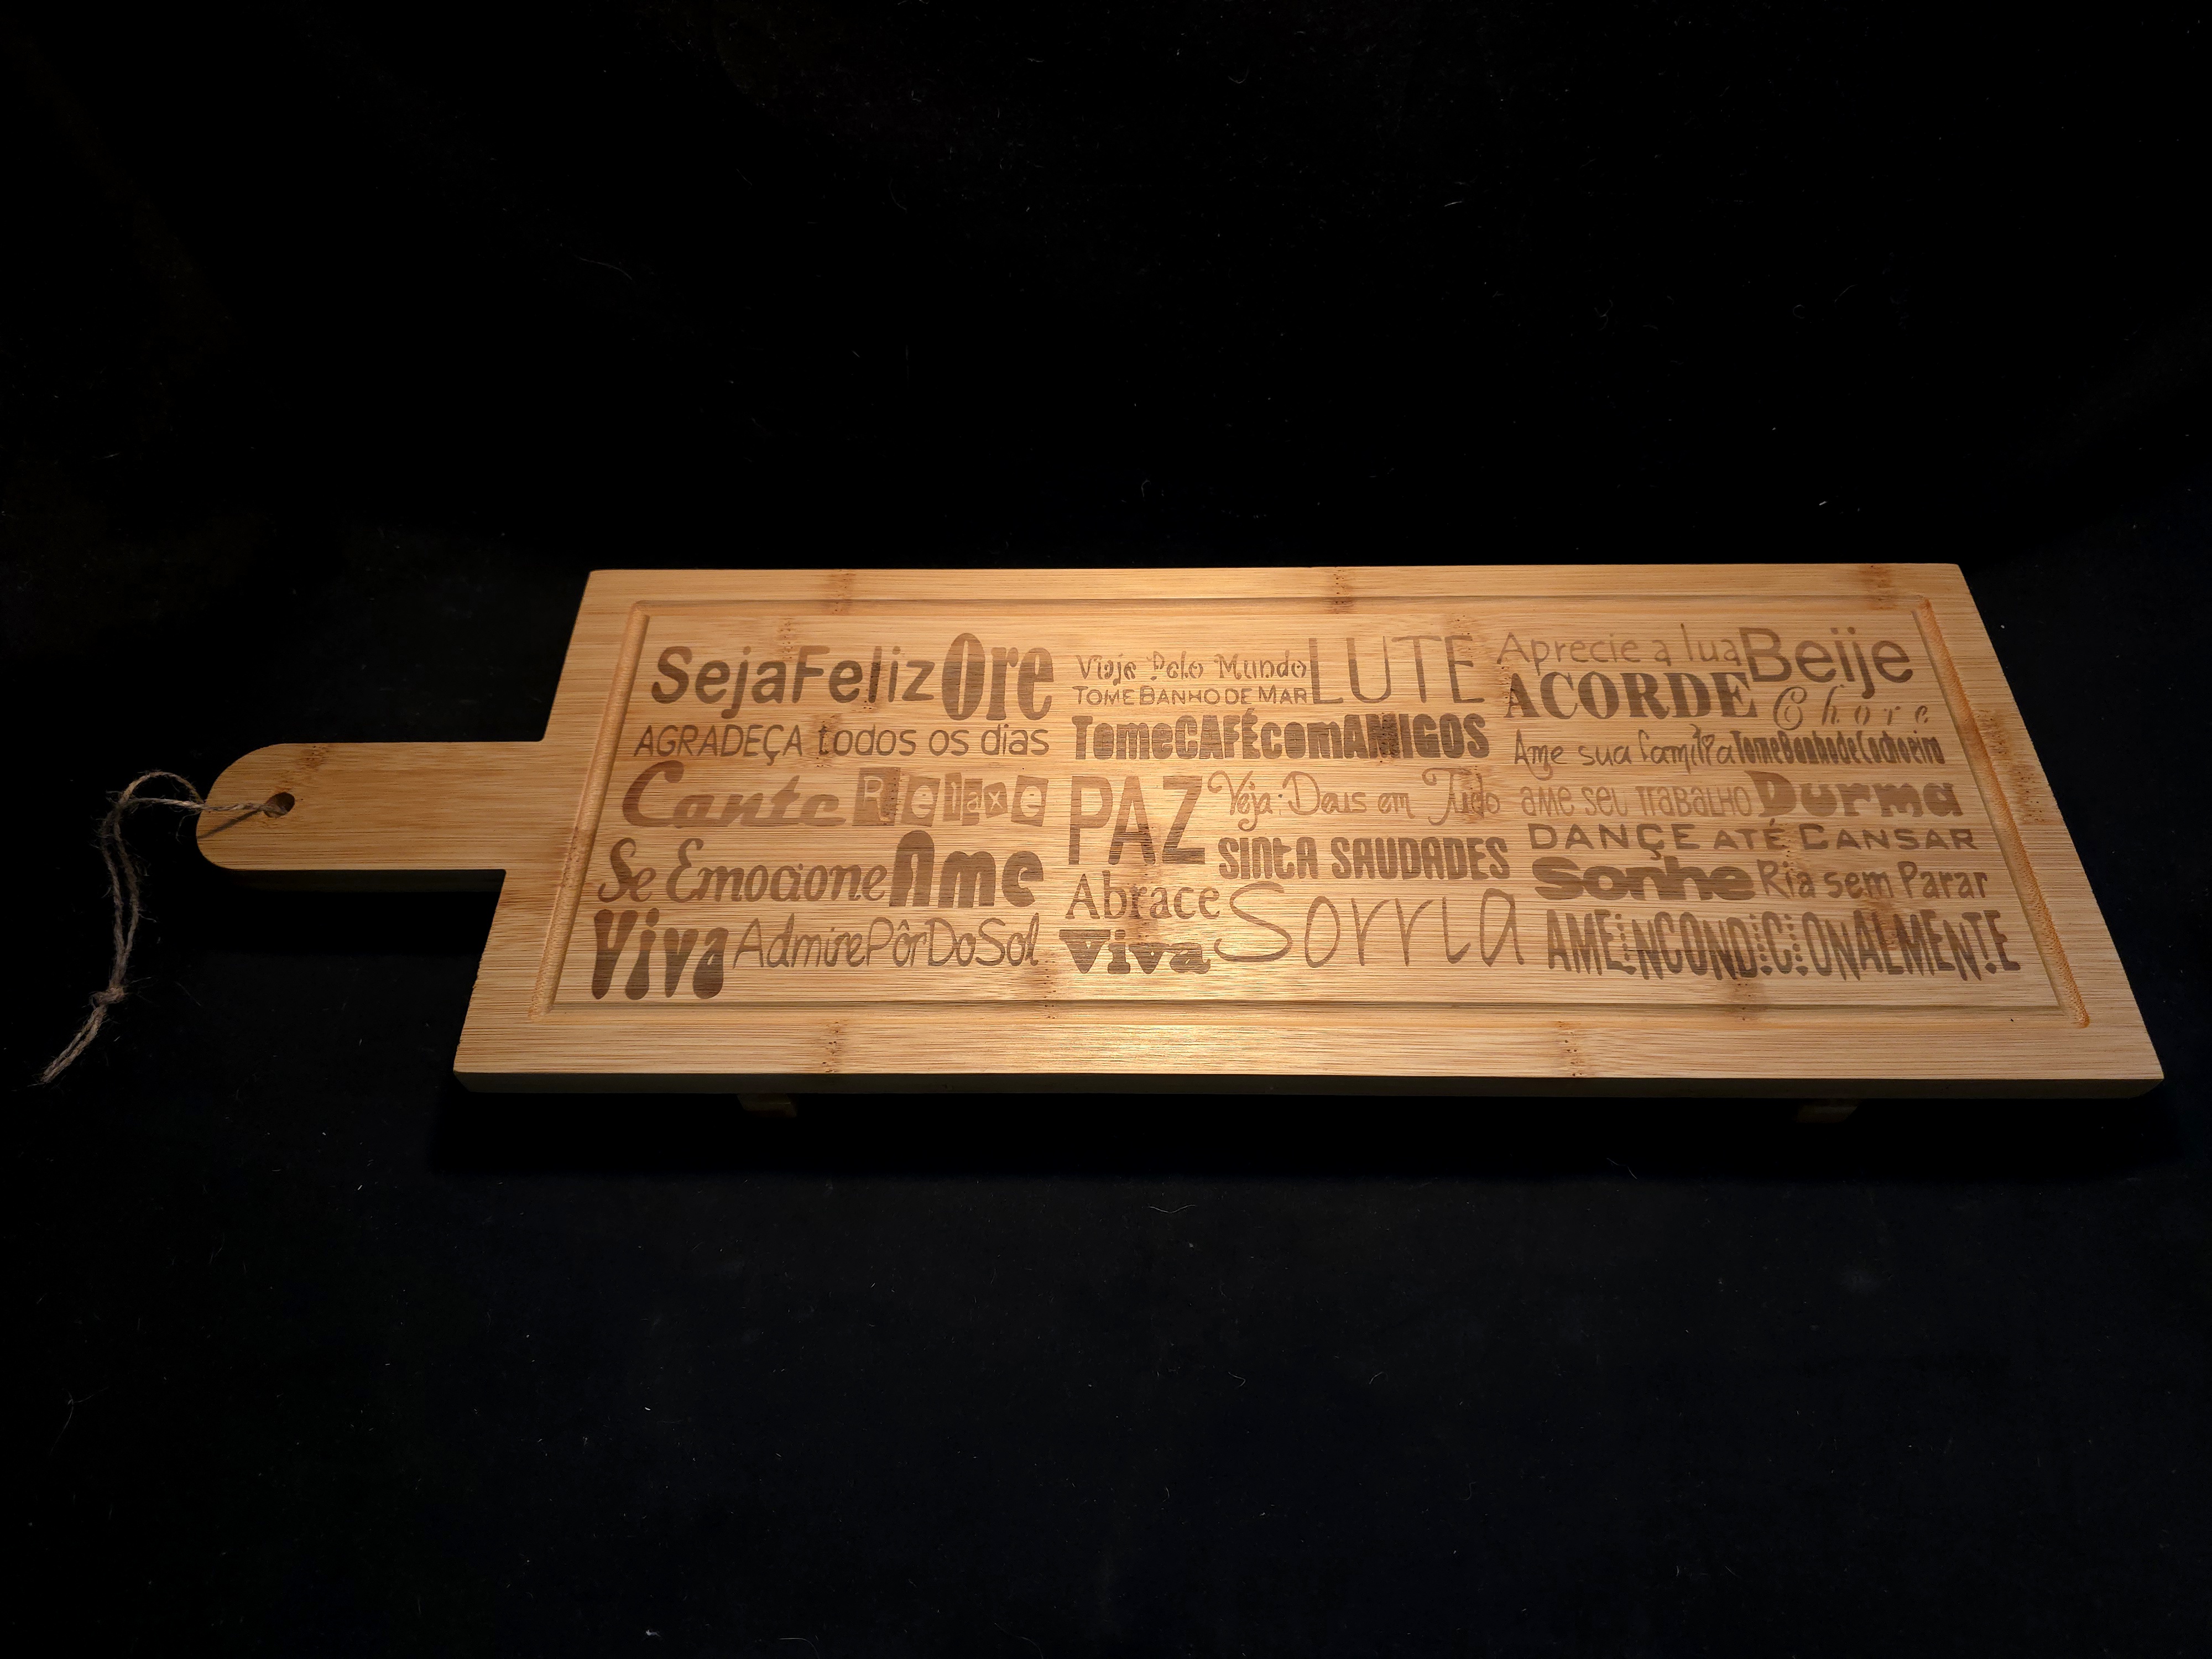 SejaFeliz Ore
AGRADEÇA todos os dias
Cante Relaxe
Se Emocione Ame
Viva AdmirePôrDoSol
Viaje Pelo Mundo LUTE
TOME BANHO DE MAR
TomeCAFÉcomAMIGOS
PAZ Veja Deus em Tudo
SINTA SAUDADES
Abrace Sorria
Viva
Aprecie a lua Beije
ACORDE Chore
Ame sua família TomeBanhodeCachoeira
ame seu trabalho Durma
DANÇE ATÉ CANSAR
Sonhe Ria sem Parar
AMEiNCONDiCiONALMENTE